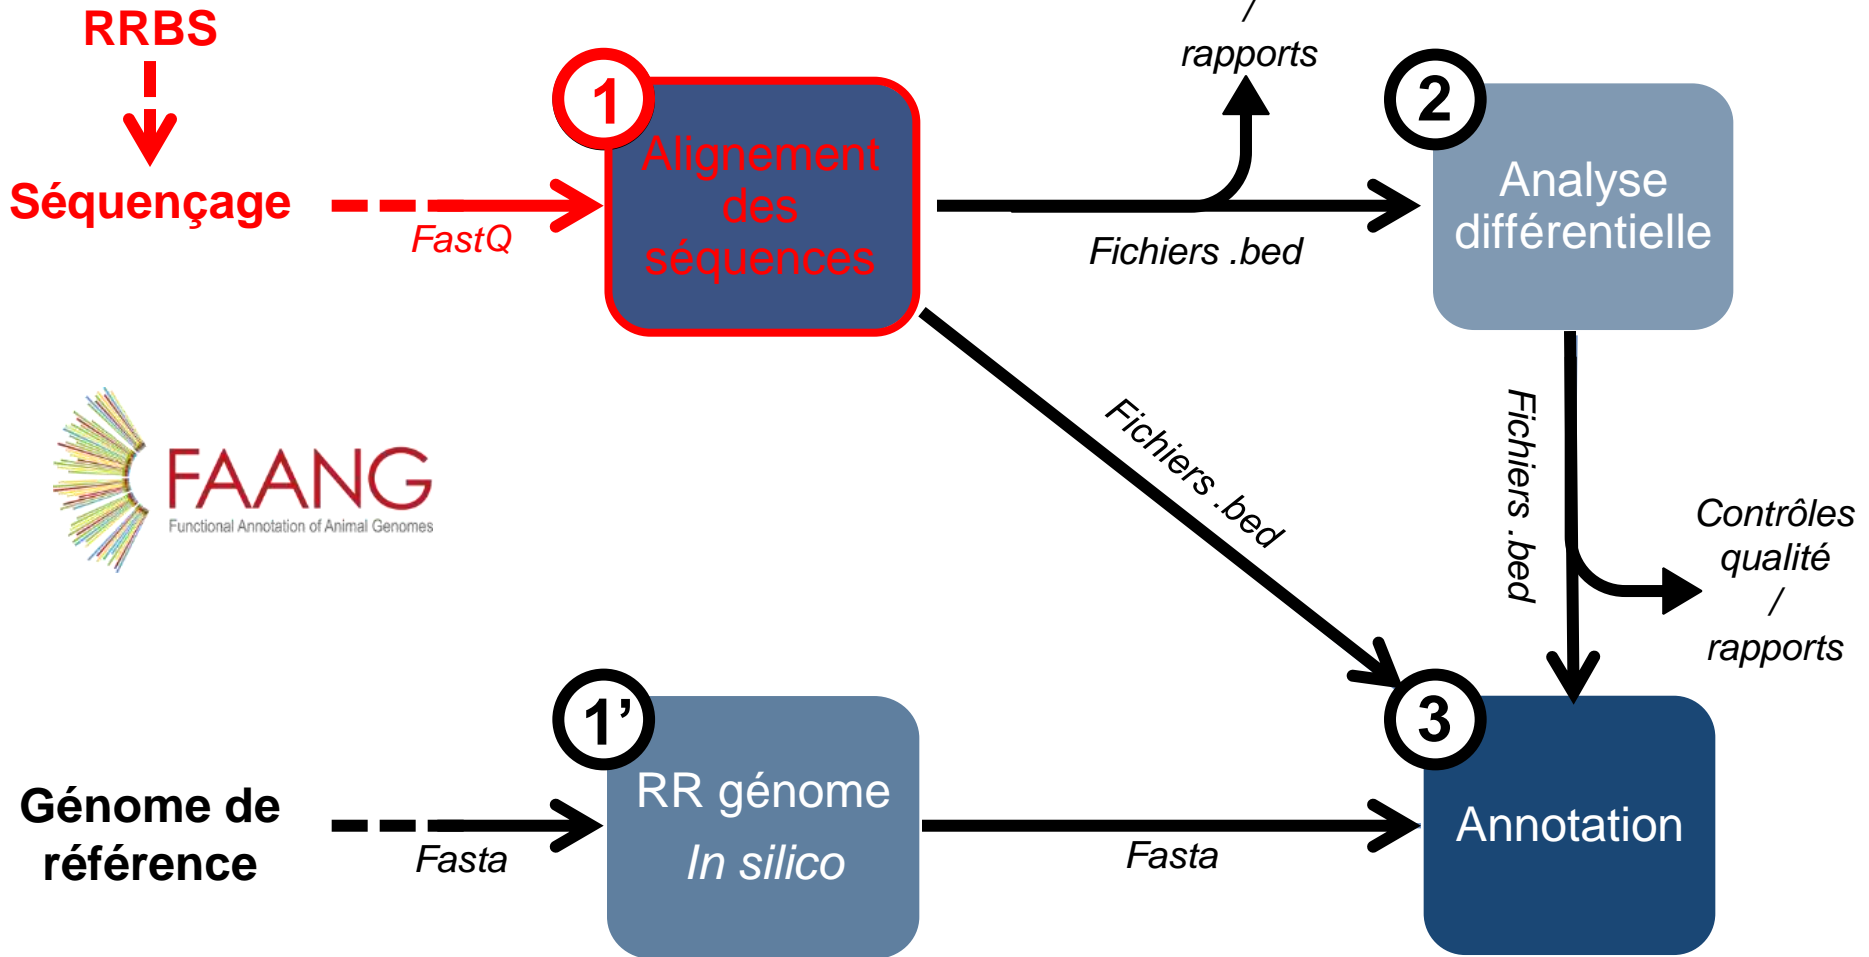 RRBS
Séquençage
FastQ
1
Alignement
des
séquences
/
rapports
Fichiers .bed
2
Analyse
différentielle
Fichiers .bed
Fichiers .bed
Contrôles
qualité
/
rapports
FAANG
Functional Annotation of Animal Genomes
Génome de
référence
Fasta
1’
RR génome
In silico
Fasta
3
Annotation